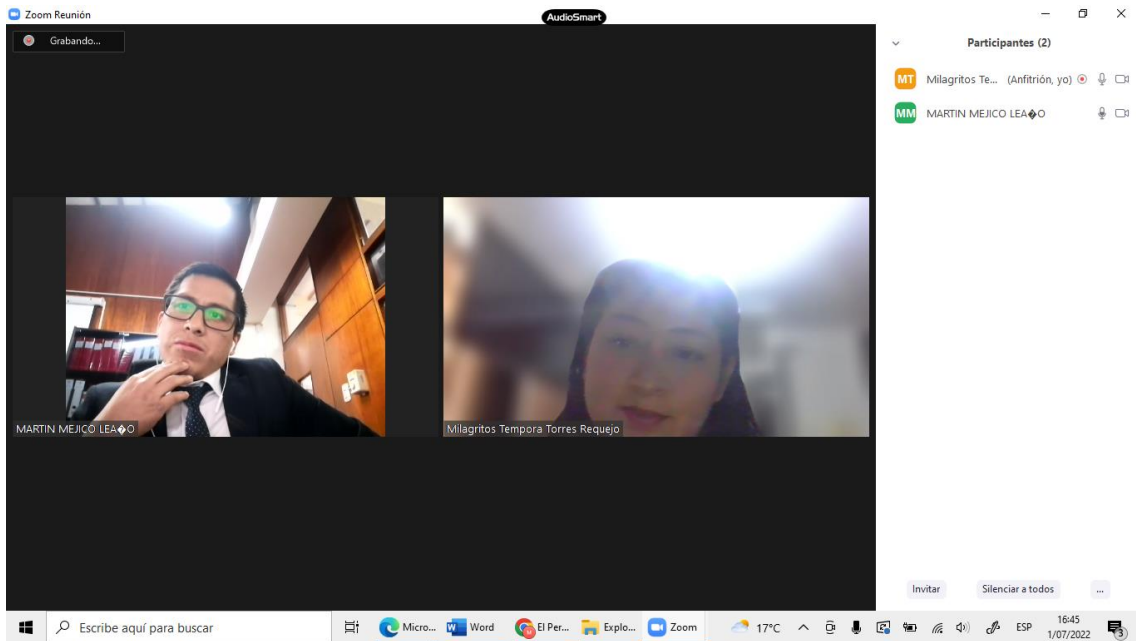 Zoom Reunión
AudioSmart
Grabando...
Participantes (2)
MT Milagritos Te... (Anfitrión, yo)
MM MARTIN MEJICO LEA�O
MARTIN MEJICO LEA�O
Milagritos Tempora Torres Requejo
Invitar
Silenciar a todos
...
Escribe aquí para buscar
Micro...
Word
El Per...
Explo...
Zoom
17°C
ESP
16:45
1/07/2022
3